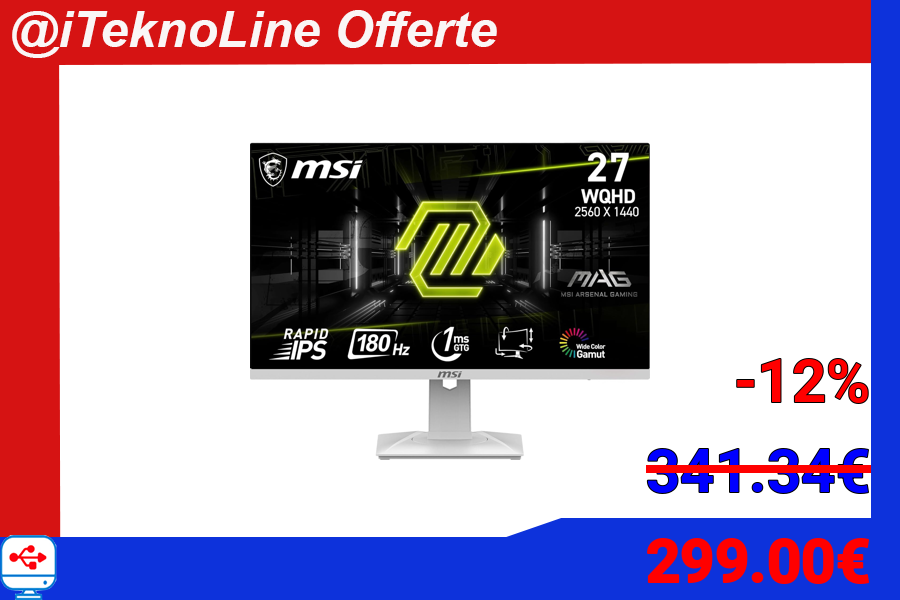 @iTeknoLine Offerte
msi
27
WQHD
2560 X 1440
MAG
MSI ARSENAL GAMING
RAPID
IPS
180Hz
1ms
GTG
Wide Color
Gamut
msi
-12%
341.34€
299.00€